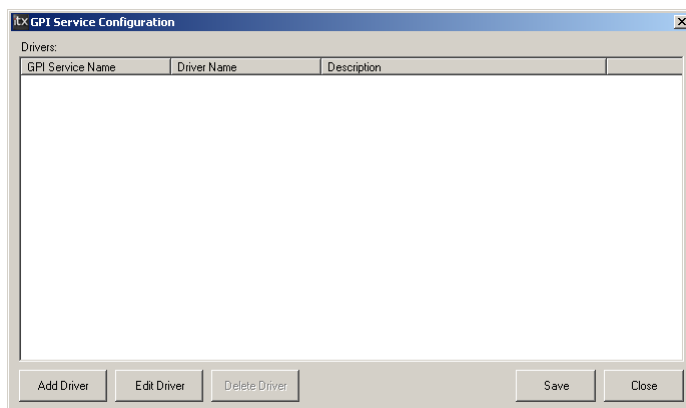 itx GPI Service Configuration
Drivers:
GPI Service Name Driver Name Description
Add Driver Edit Driver Delete Driver Save Close